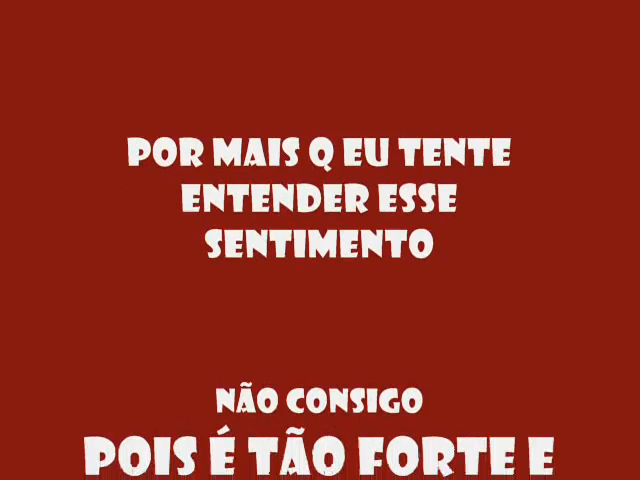 POR MAIS Q EU TENTE
ENTENDER ESSE
SENTIMENTO
NÃO CONSIGO
POIS É TÃO FORTE E